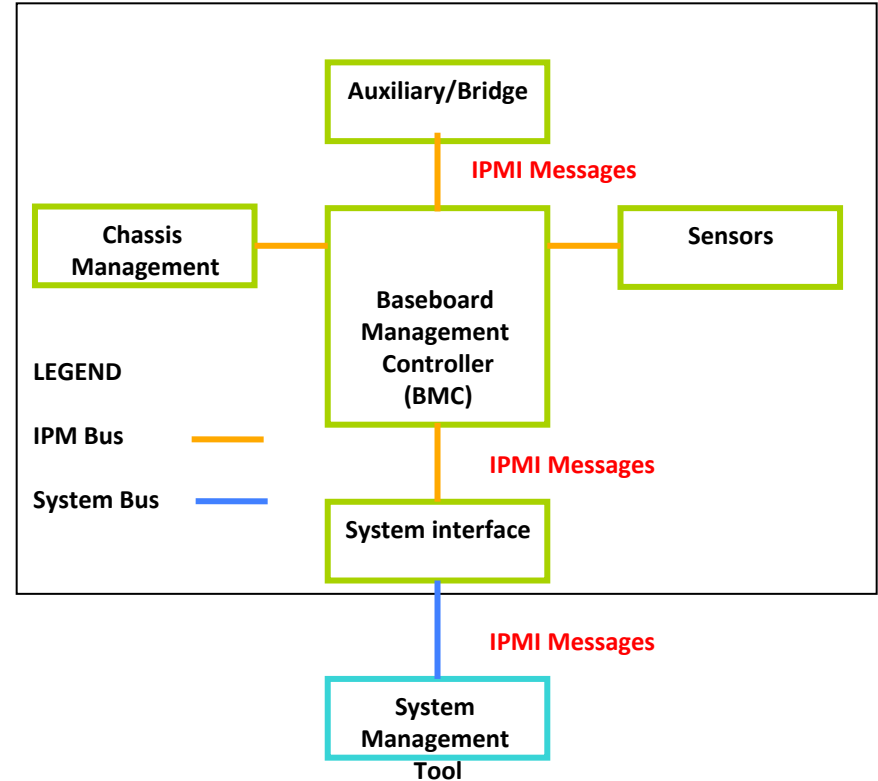 Auxiliary/Bridge
IPMI Messages
Chassis
Management
Sensors
Baseboard
Management
Controller
(BMC)
LEGEND
IPM Bus
System Bus
IPMI Messages
System interface
IPMI Messages
System
Management
Tool